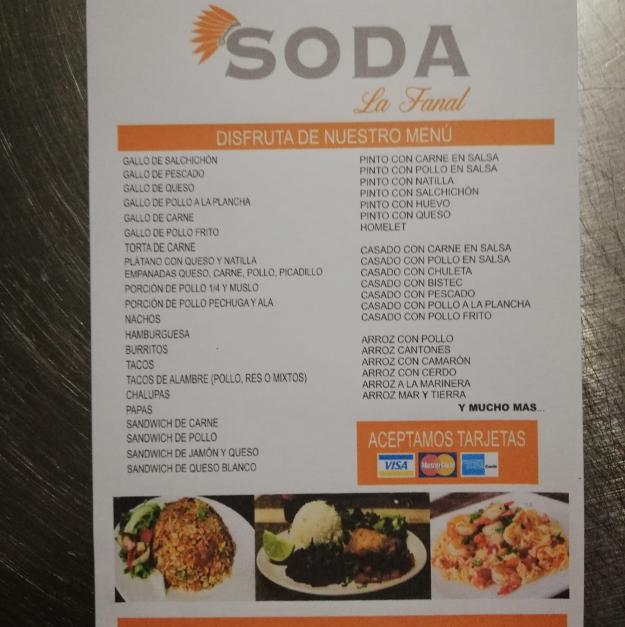 SODA
La Fanal
DISFRUTA DE NUESTRO MENÚ
GALLO DE SALCHICHÓN
GALLO DE PESCADO
GALLO DE QUESO
GALLO DE POLLO A LA PLANCHA
GALLO DE CARNE
GALLO DE POLLO FRITO
TORTA DE CARNE
PLÁTANO CON QUESO Y NATILLA
EMPANADAS QUESO, CARNE, POLLO, PICADILLO
PORCIÓN DE POLLO 1/4 Y MUSLO
PORCIÓN DE POLLO PECHUGA Y ALA
NACHOS
HAMBURGUESA
BURRITOS
TACOS
TACOS DE ALAMBRE (POLLO, RES O MIXTOS)
CHALUPAS
PAPAS
SANDWICH DE CARNE
SANDWICH DE POLLO
SANDWICH DE JAMÓN Y QUESO
SANDWICH DE QUESO BLANCO
PINTO CON CARNE EN SALSA
PINTO CON POLLO EN SALSA
PINTO CON NATILLA
PINTO CON SALCHICHÓN
PINTO CON HUEVO
PINTO CON QUESO
HOMELET
CASADO CON CARNE EN SALSA
CASADO CON POLLO EN SALSA
CASADO CON CHULETA
CASADO CON BISTEC
CASADO CON PESCADO
CASADO CON POLLO A LA PLANCHA
CASADO CON POLLO FRITO
ARROZ CON POLLO
ARROZ CANTONES
ARROZ CON CAMARÓN
ARROZ CON CERDO
ARROZ A LA MARINERA
ARROZ MAR Y TIERRA
Y MUCHO MAS...
ACEPTAMOS TARJETAS
VISA
MasterCard